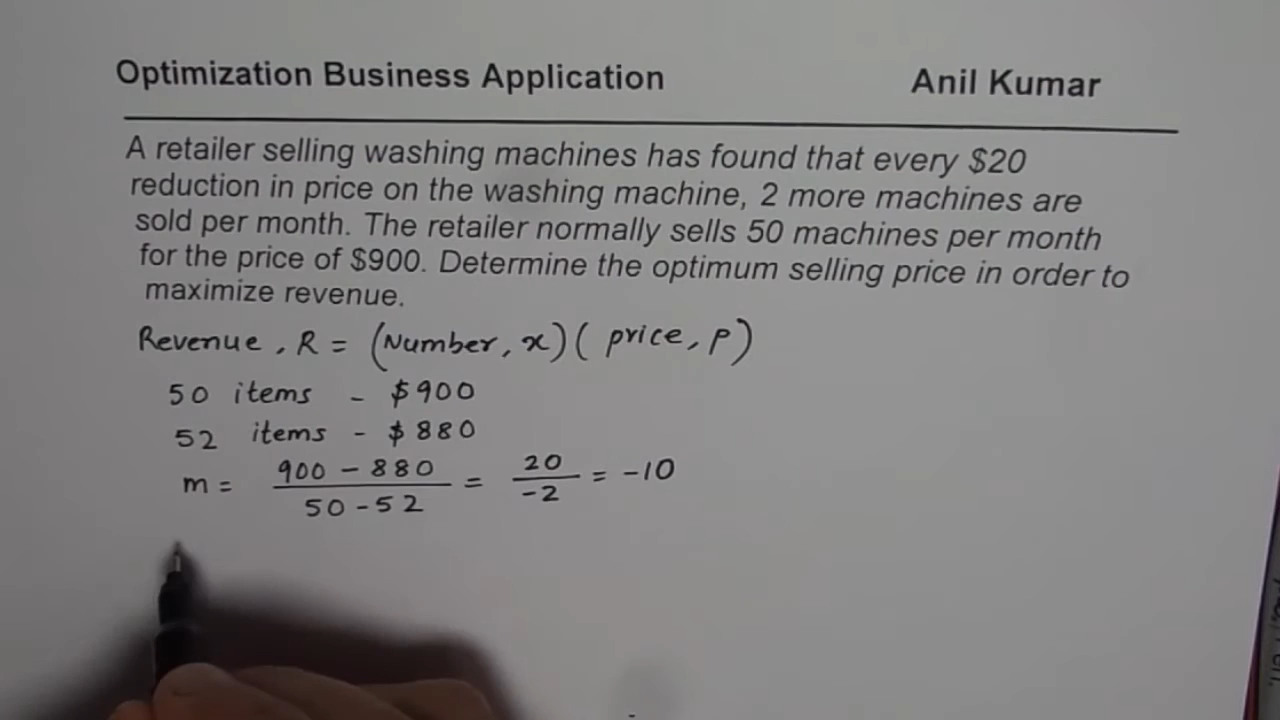 Optimization Business Application Anil Kumar
A retailer selling washing machines has found that every $20
reduction in price on the washing machine, 2 more machines are
sold per month. The retailer normally sells 50 machines per month
for the price of $900. Determine the optimum selling price in order to
maximize revenue.
Revenue, R = (Number, x)(price, p)
50 items - $900
52 items - $880
m = 900 - 880 / 50 - 52 = 20 / -2 = -10